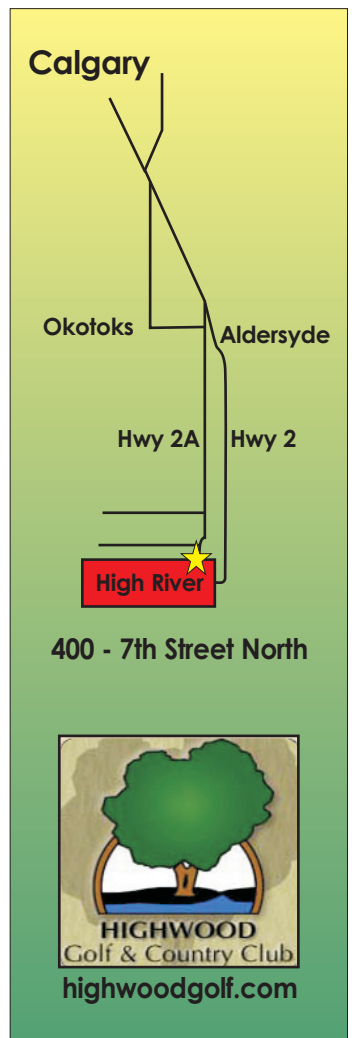 Calgary
Okotoks
Aldersyde
Hwy 2A
Hwy 2
High River
400 - 7th Street North
HIGHWOOD
Golf & Country Club
highwoodgolf.com